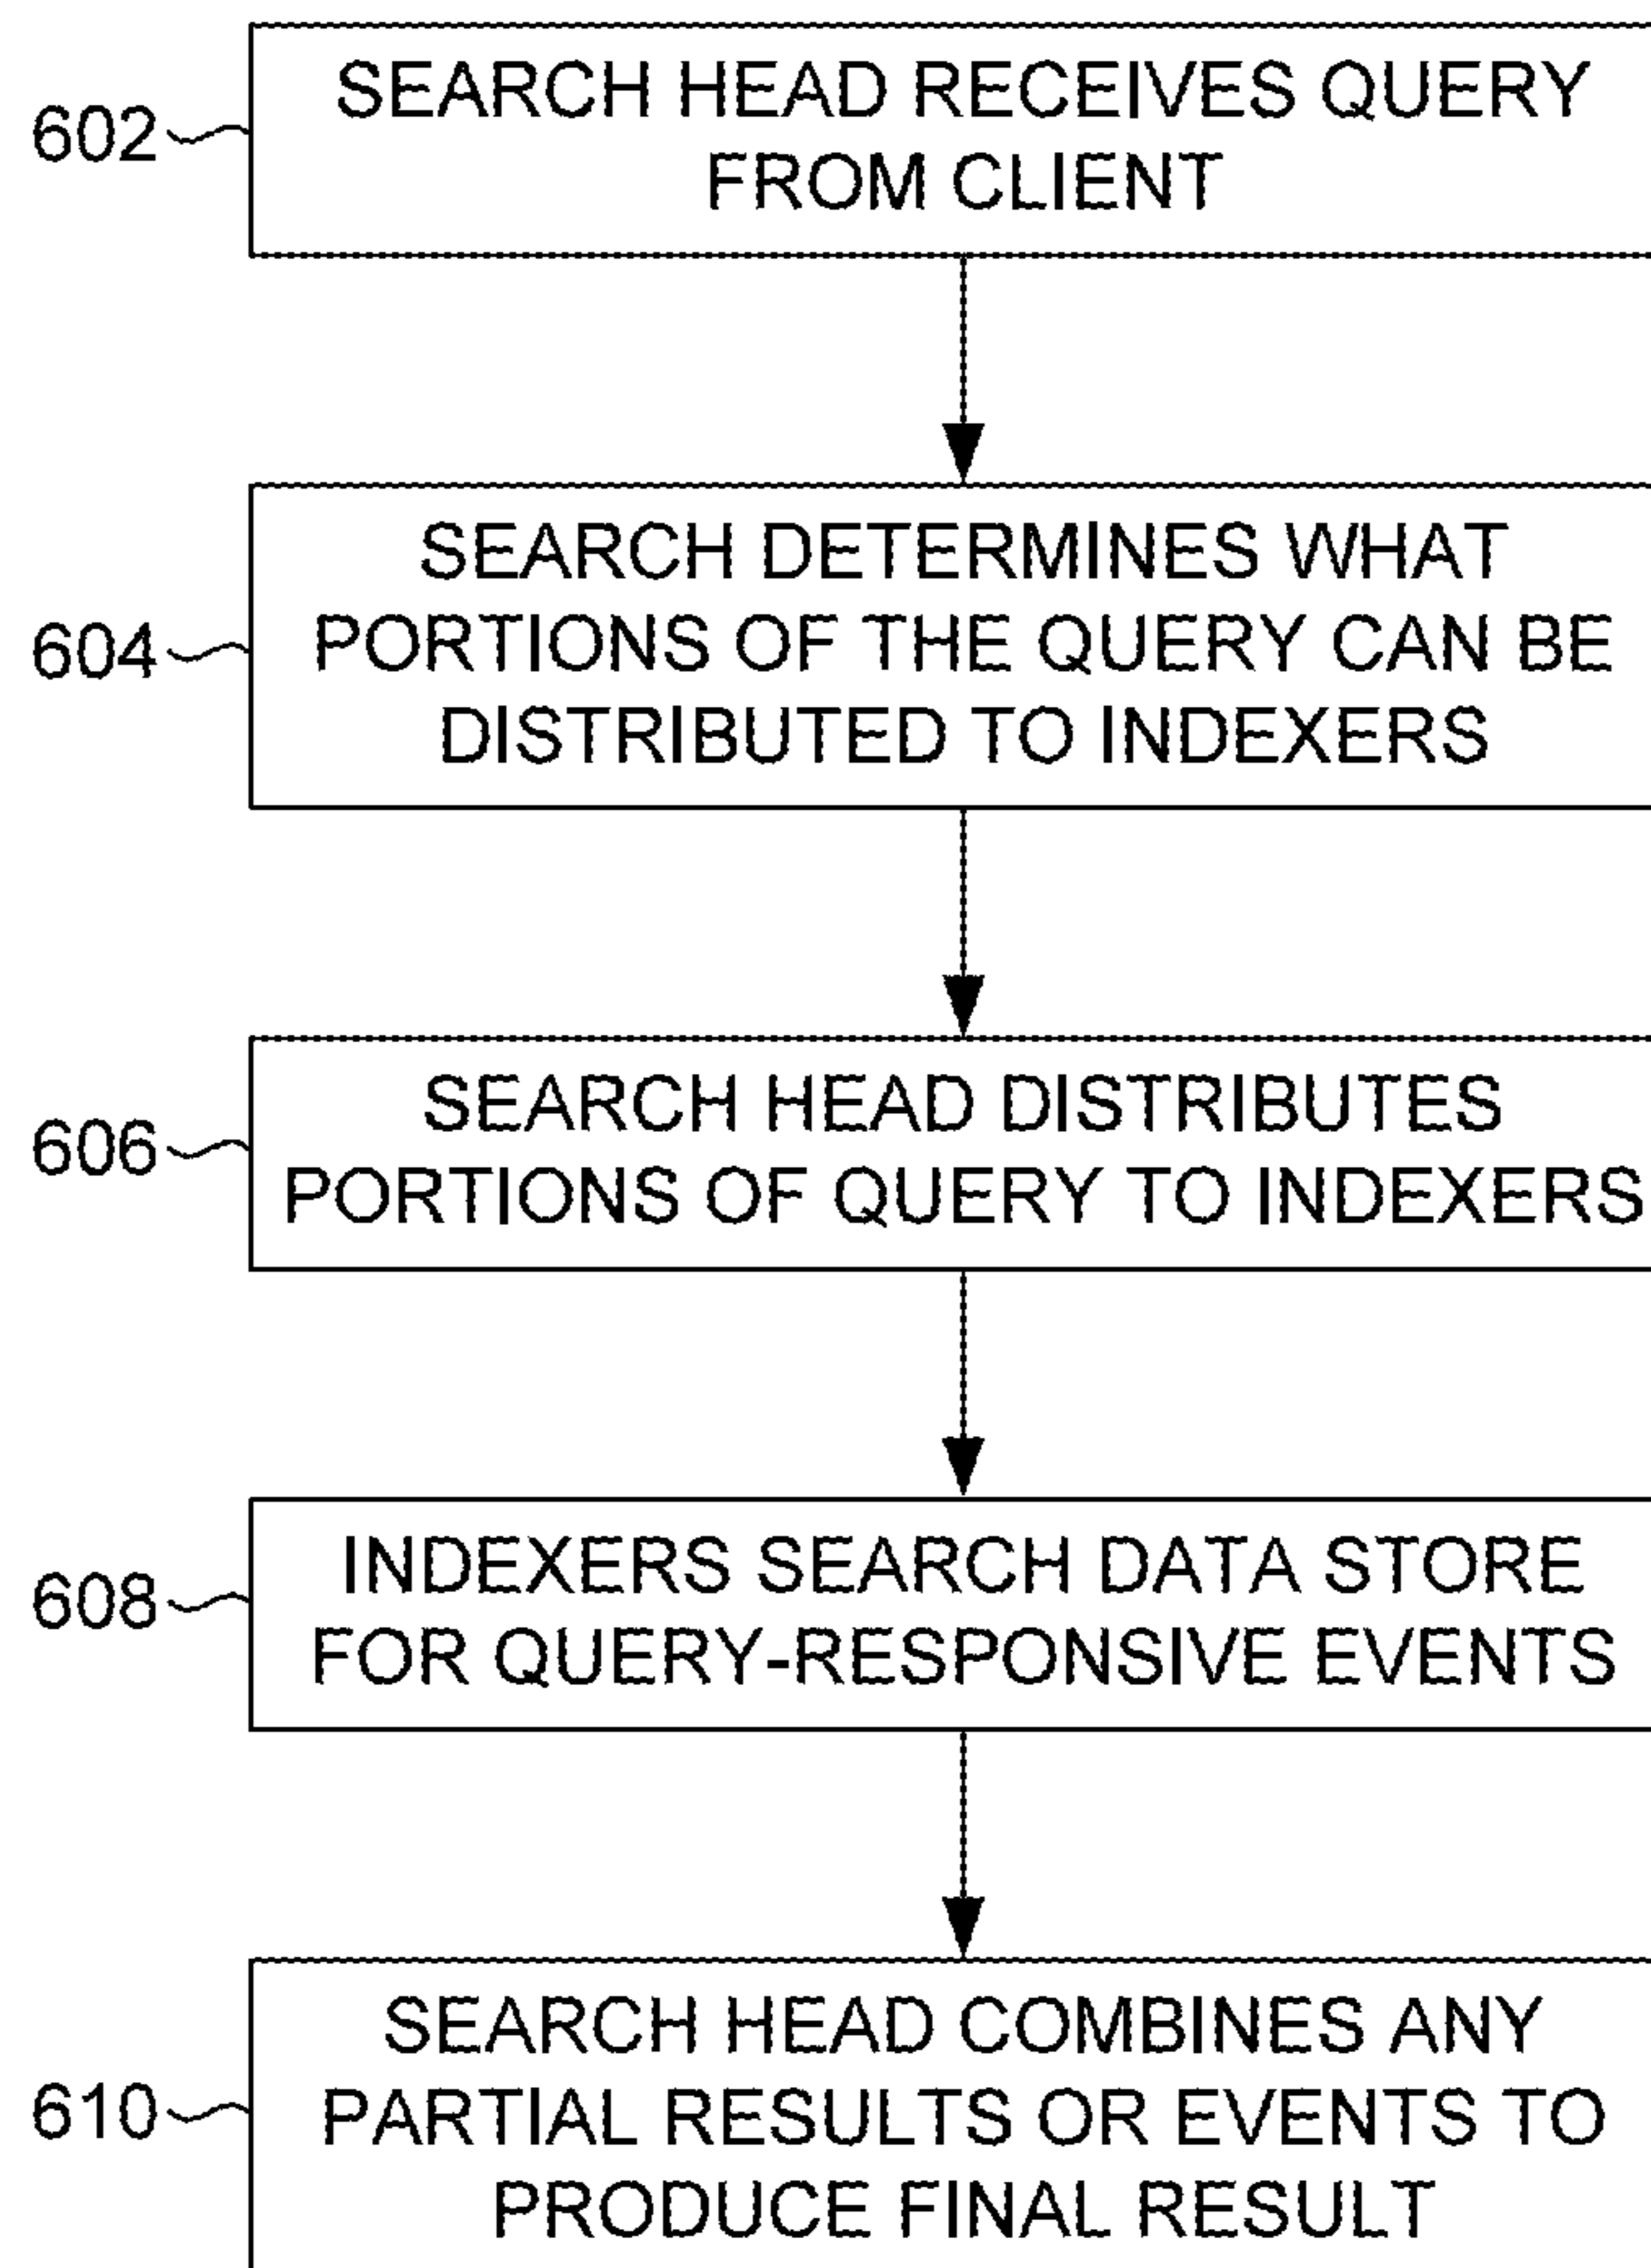 602
SEARCH HEAD RECEIVES QUERY
FROM CLIENT
604
SEARCH DETERMINES WHAT
PORTIONS OF THE QUERY CAN BE
DISTRIBUTED TO INDEXERS
606
SEARCH HEAD DISTRIBUTES
PORTIONS OF QUERY TO INDEXERS
608
INDEXERS SEARCH DATA STORE
FOR QUERY-RESPONSIVE EVENTS
610
SEARCH HEAD COMBINES ANY
PARTIAL RESULTS OR EVENTS TO
PRODUCE FINAL RESULT